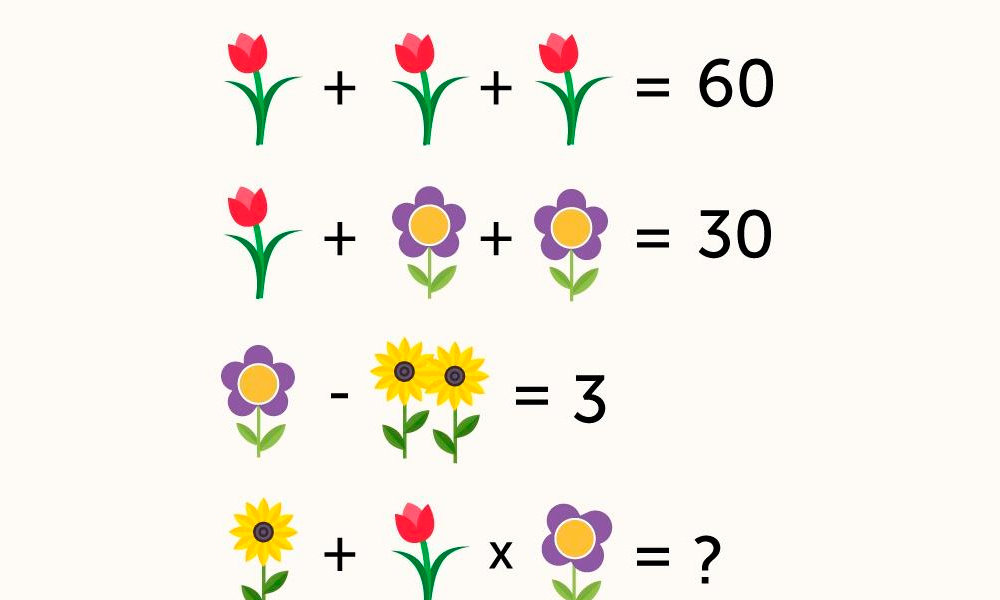 + + = 60
+ + = 30
- = 3
+ x = ?